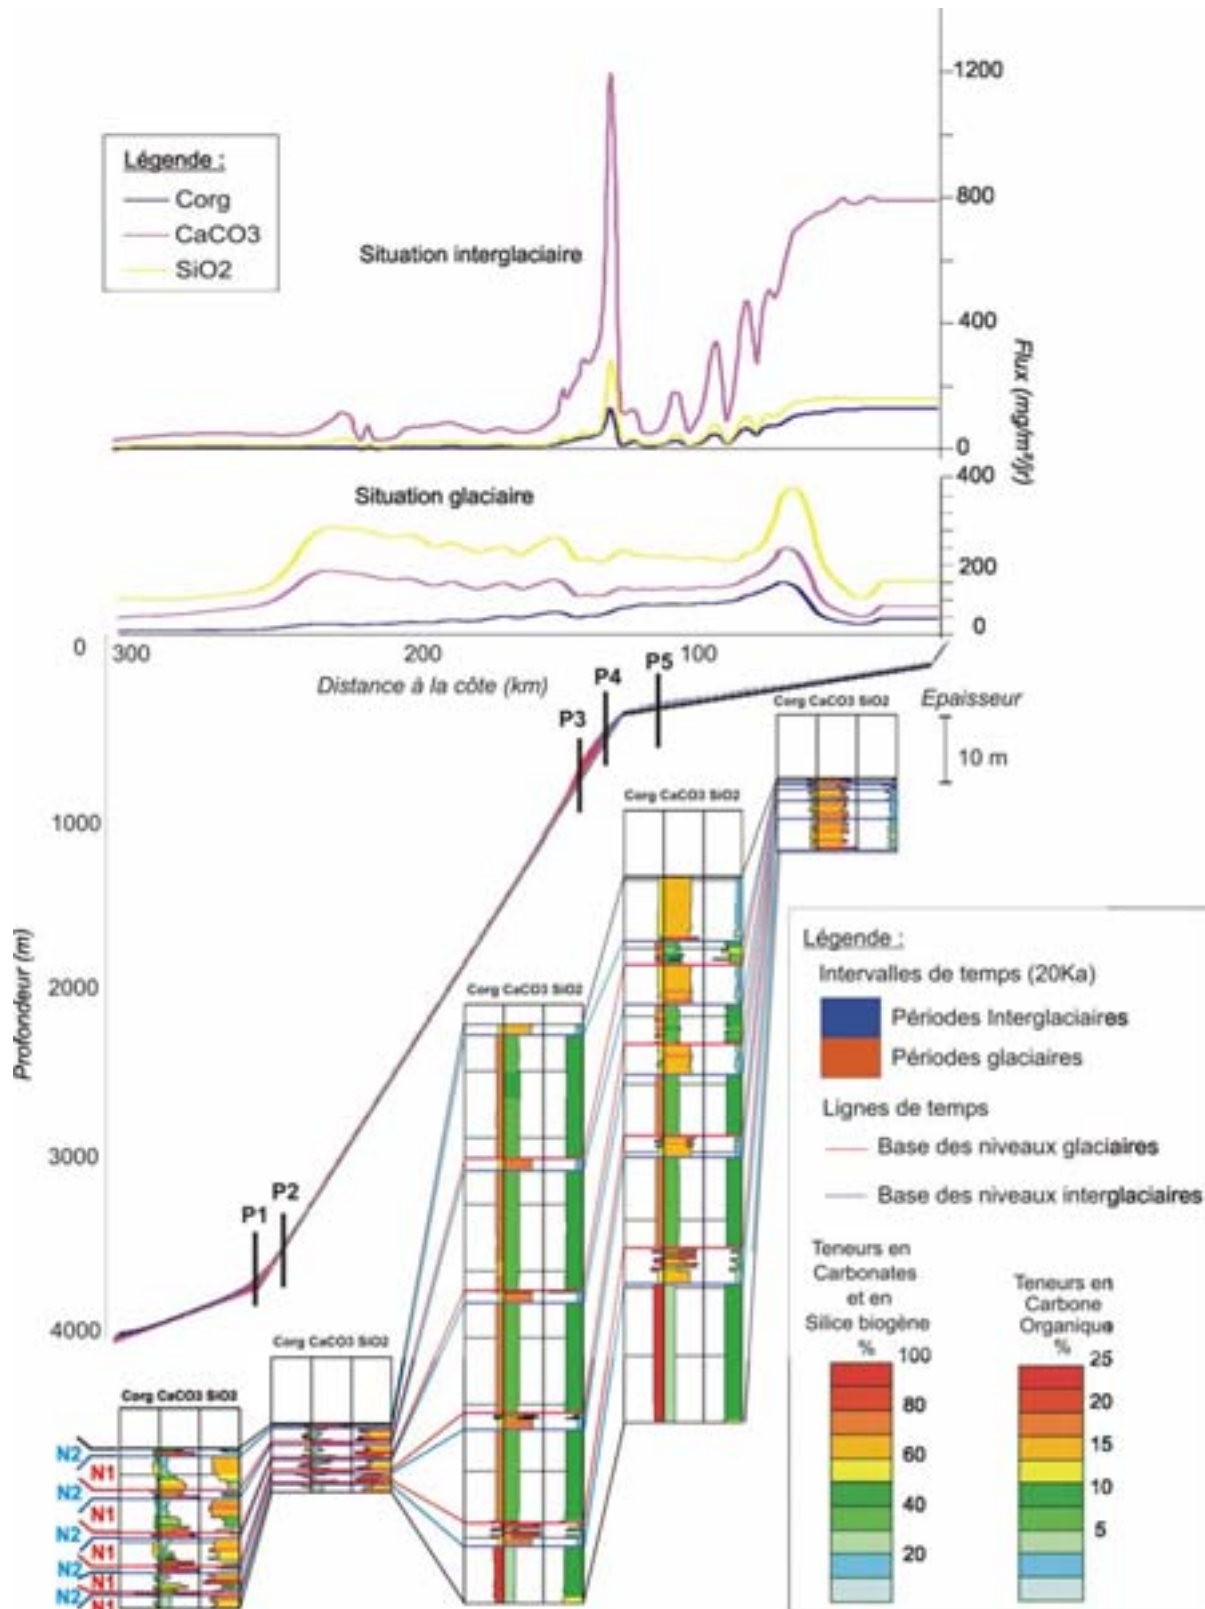 1200
Légende :
Corg
CaCO3
SiO2
Situation interglaciaire
800
400
Flux (mg/m²/jr)
0
400
Situation glaciaire
200
0
0
300
200
100
Distance à la côte (km)
P5
P4
P3
Epaisseur
Corg CaCO3 SiO2
10 m
Corg CaCO3 SiO2
1000
Profondeur (m)
2000
Corg CaCO3 SiO2
3000
P2
P1
4000
Légende :
Intervalles de temps (20Ka)
Périodes Interglaciaires
Périodes glaciaires
Lignes de temps
Base des niveaux glaciaires
Base des niveaux interglaciaires
Teneurs en
Carbonates
et en
Silice biogène
%
100
80
60
40
20
Teneurs en
Carbone
Organique
%
25
20
15
10
5
Corg CaCO3 SiO2
Corg CaCO3 SiO2
N2
N1
N2
N1
N2
N1
N2
N1
N2
N1